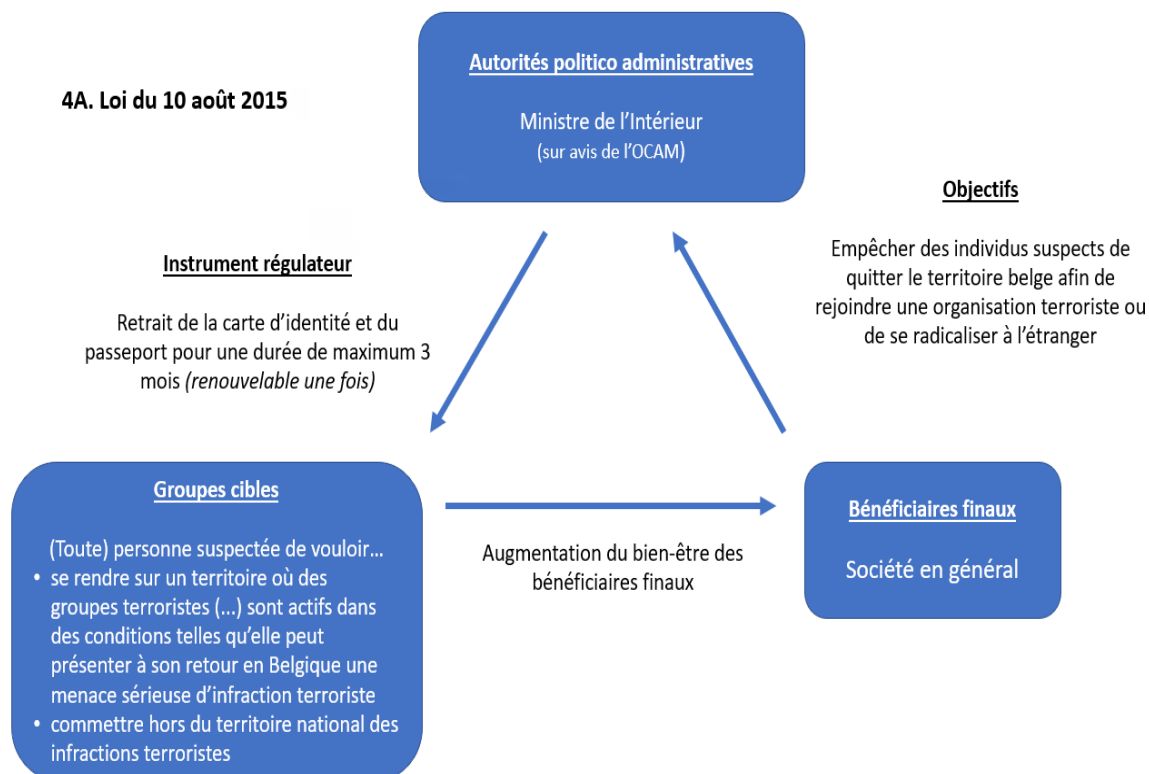 4A. Loi du 10 août 2015
Autorités politico administratives
Ministre de l’Intérieur
(sur avis de l’OCAM)
Instrument régulateur
Retrait de la carte d’identité et du
passeport pour une durée de maximum 3
mois (renouvelable une fois)
Objectifs
Empêcher des individus suspects de
quitter le territoire belge afin de
rejoindre une organisation terroriste ou
de se radicaliser à l’étranger
Groupes cibles
(Toute) personne suspectée de vouloir…
• se rendre sur un territoire où des
groupes terroristes (...) sont actifs dans
des conditions telles qu’elle peut
présenter à son retour en Belgique une
menace sérieuse d’infraction terroriste
• commettre hors du territoire national des
infractions terroristes
Augmentation du bien-être des
bénéficiaires finaux
Bénéficiaires finaux
Société en général